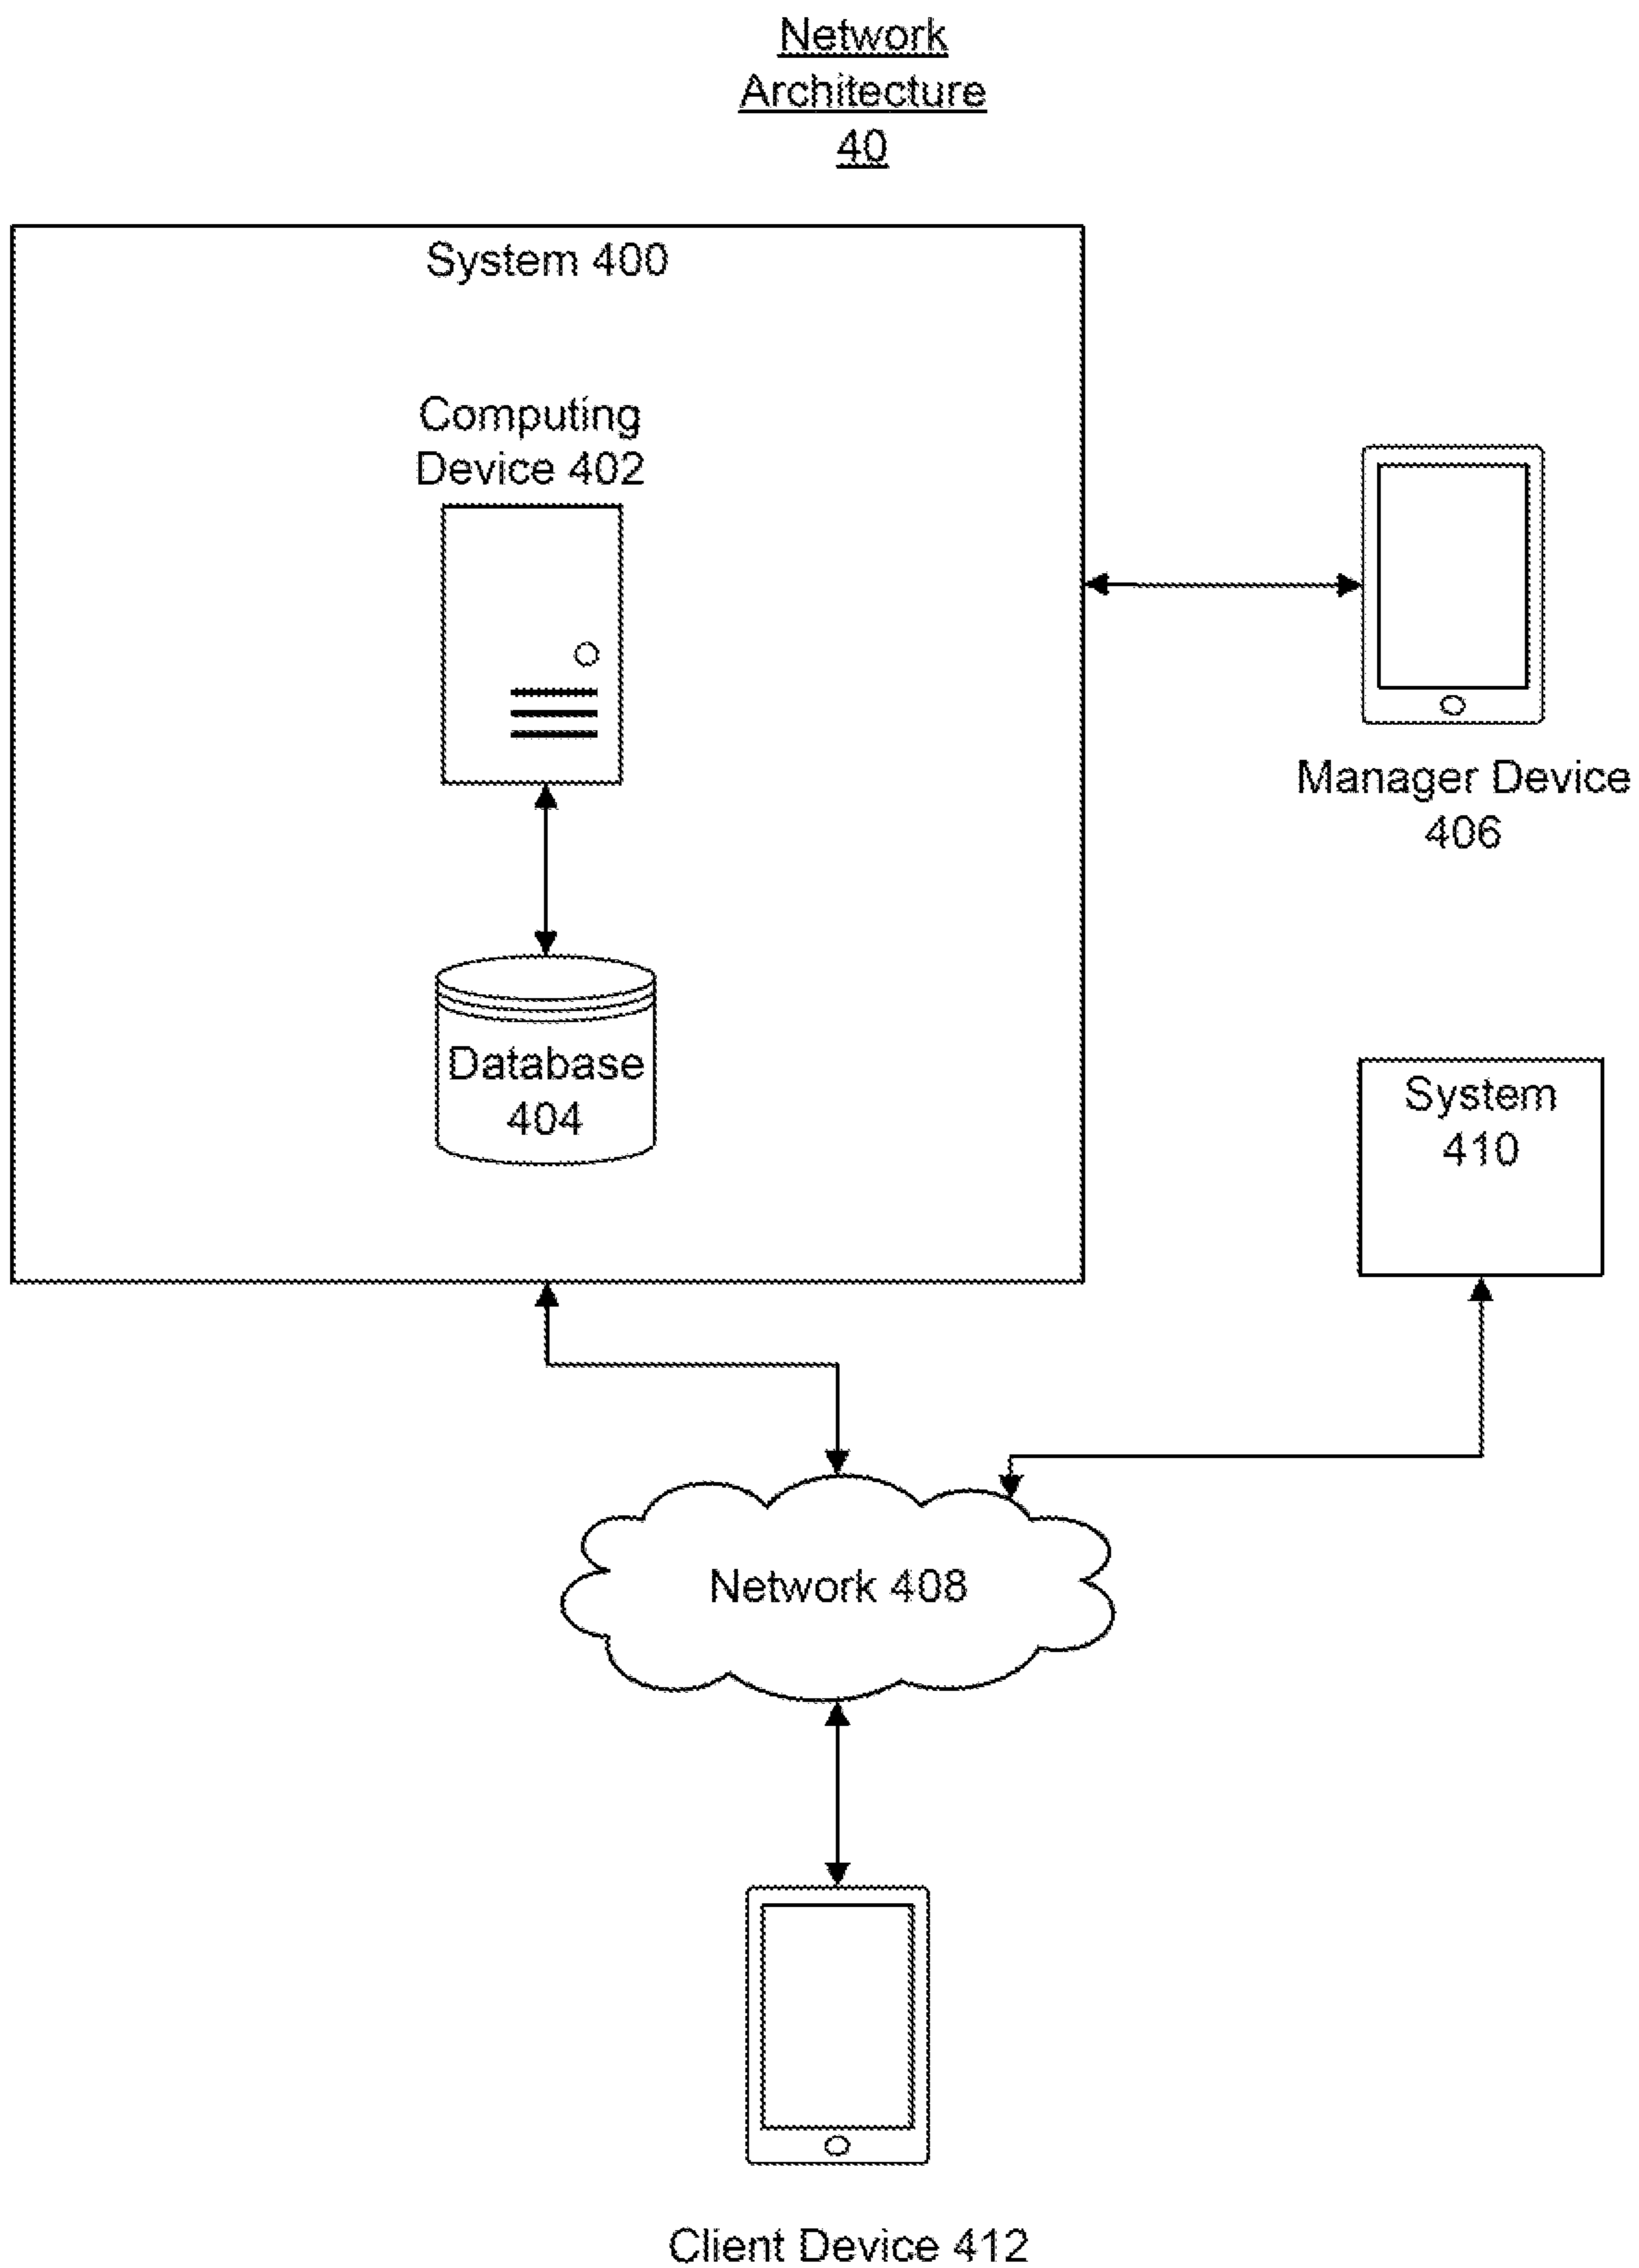 Network
Architecture
40
System 400
Computing
Device 402
Manager Device
406
Database
404
System
410
Network 408
Client Device 412